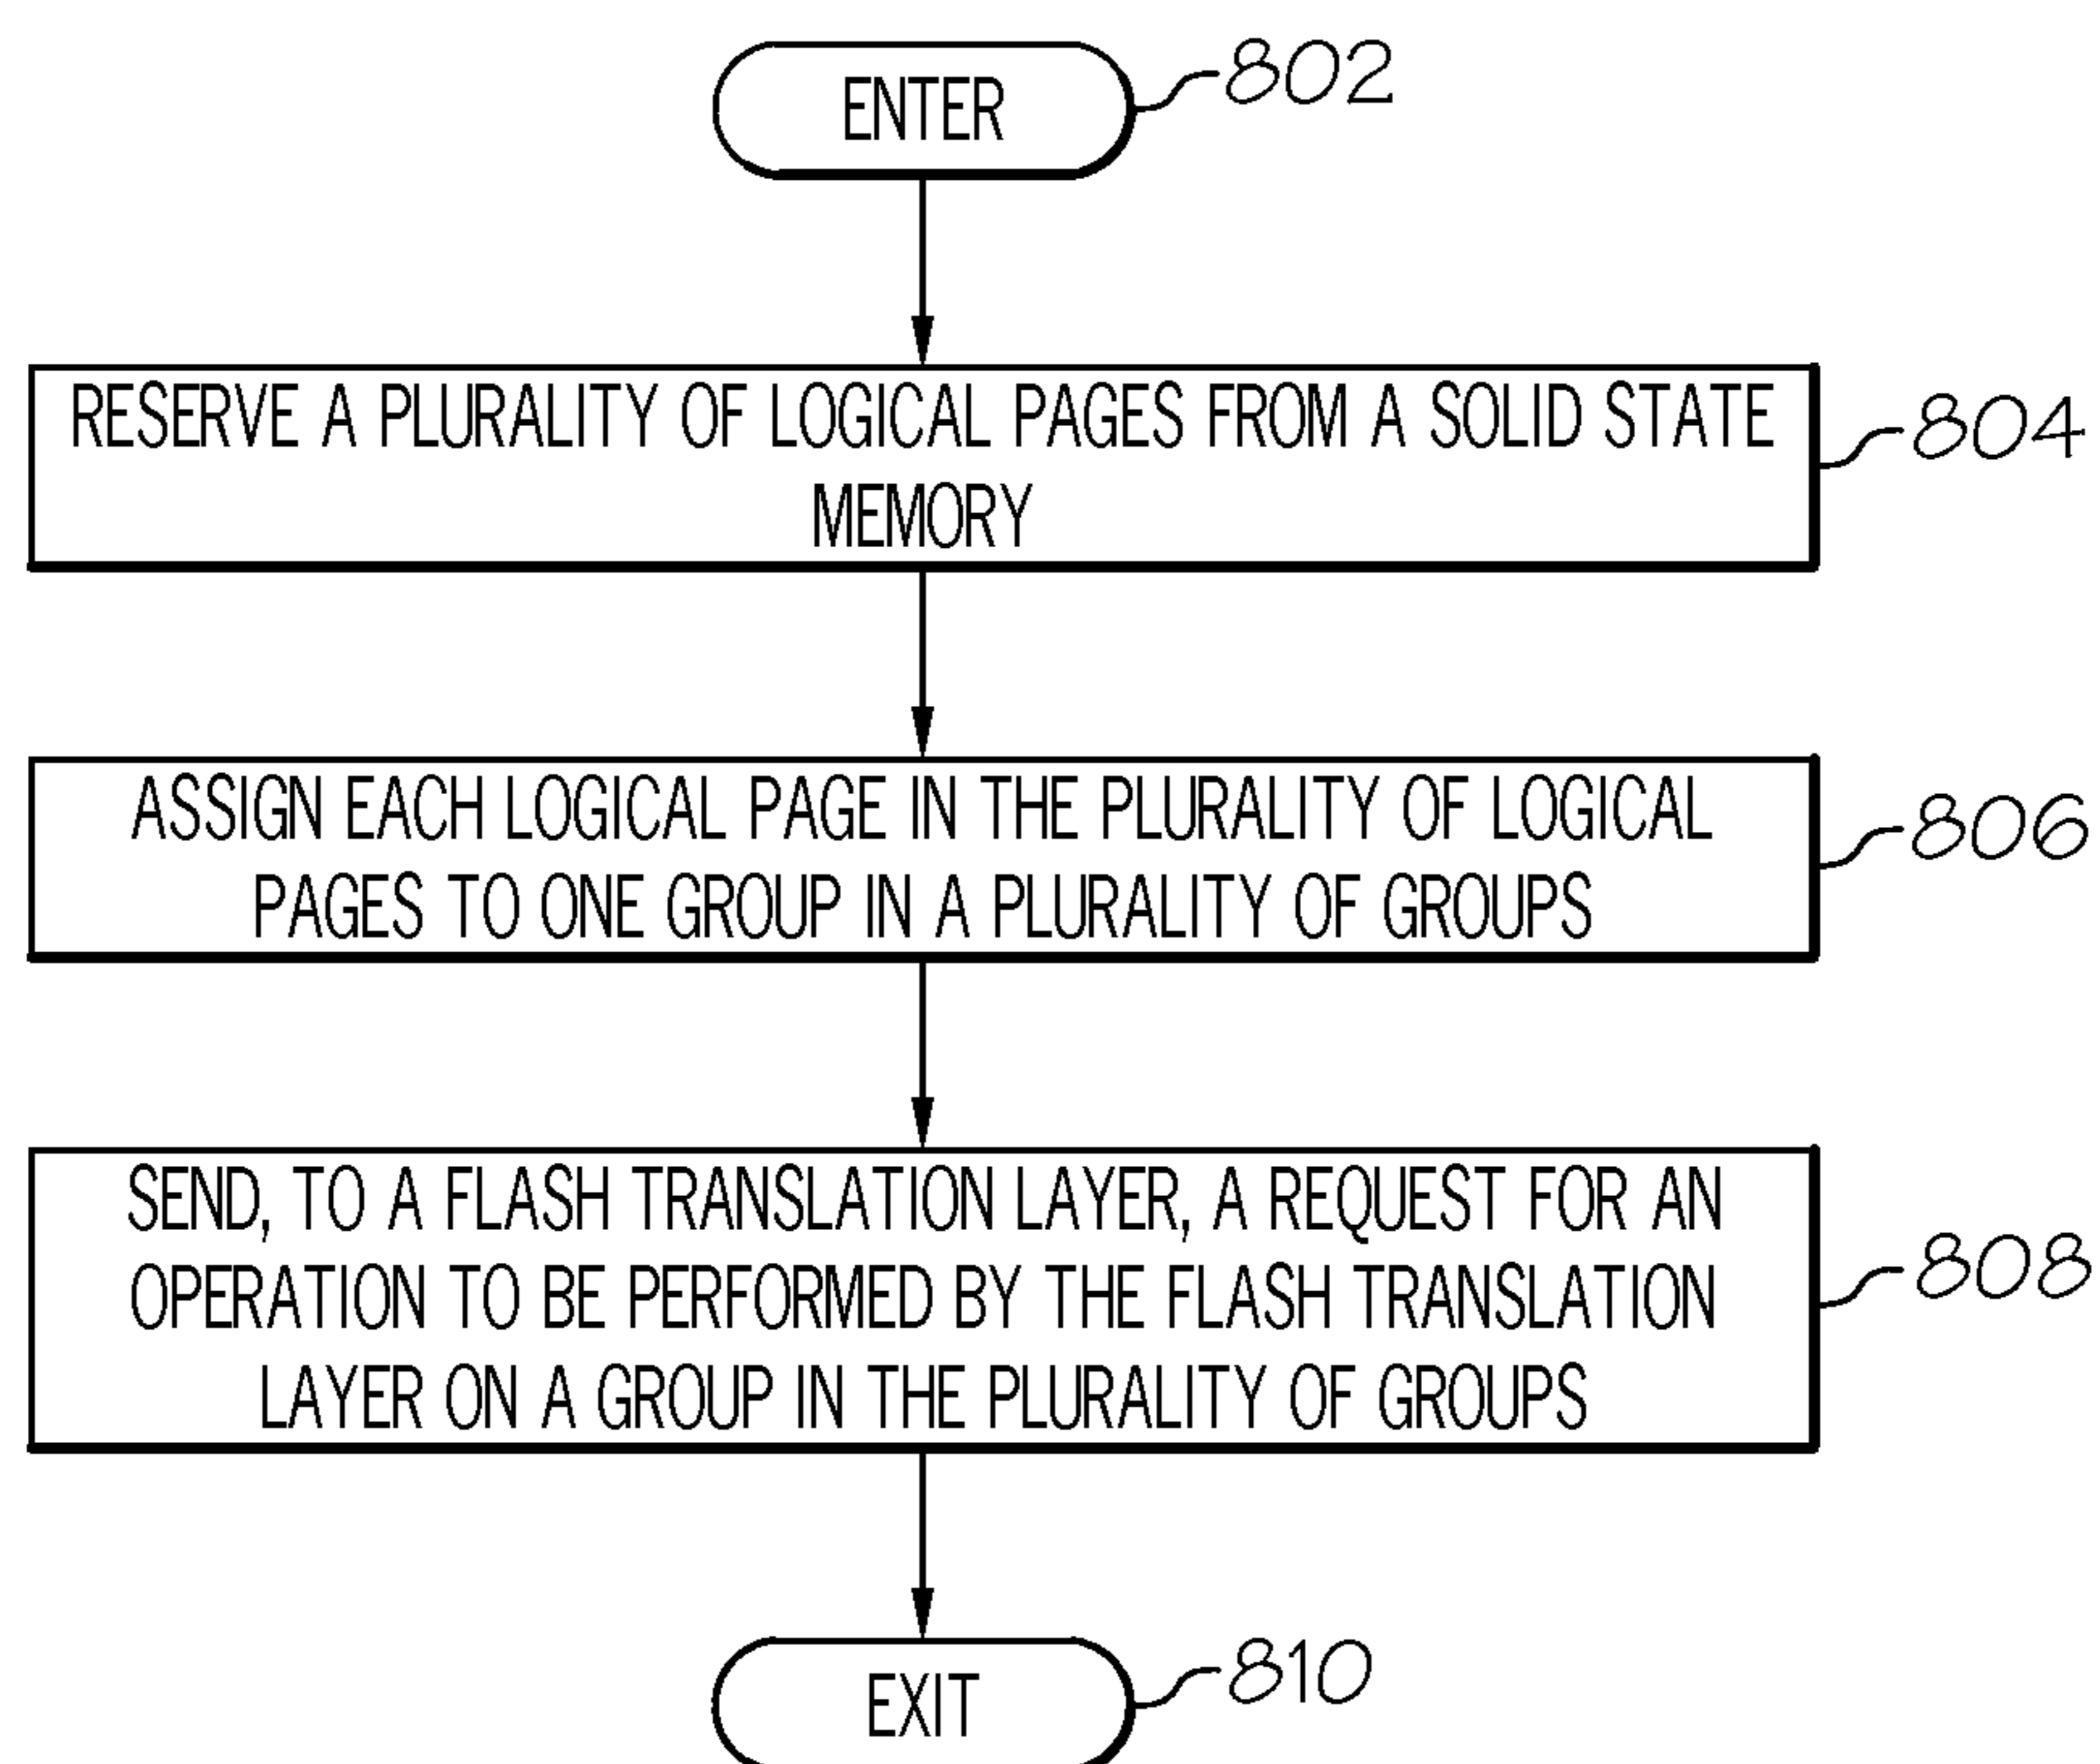 ENTER 802
RESERVE A PLURALITY OF LOGICAL PAGES FROM A SOLID STATE
MEMORY
804
ASSIGN EACH LOGICAL PAGE IN THE PLURALITY OF LOGICAL
PAGES TO ONE GROUP IN A PLURALITY OF GROUPS
806
SEND, TO A FLASH TRANSLATION LAYER, A REQUEST FOR AN
OPERATION TO BE PERFORMED BY THE FLASH TRANSLATION
LAYER ON A GROUP IN THE PLURALITY OF GROUPS
808
EXIT 810